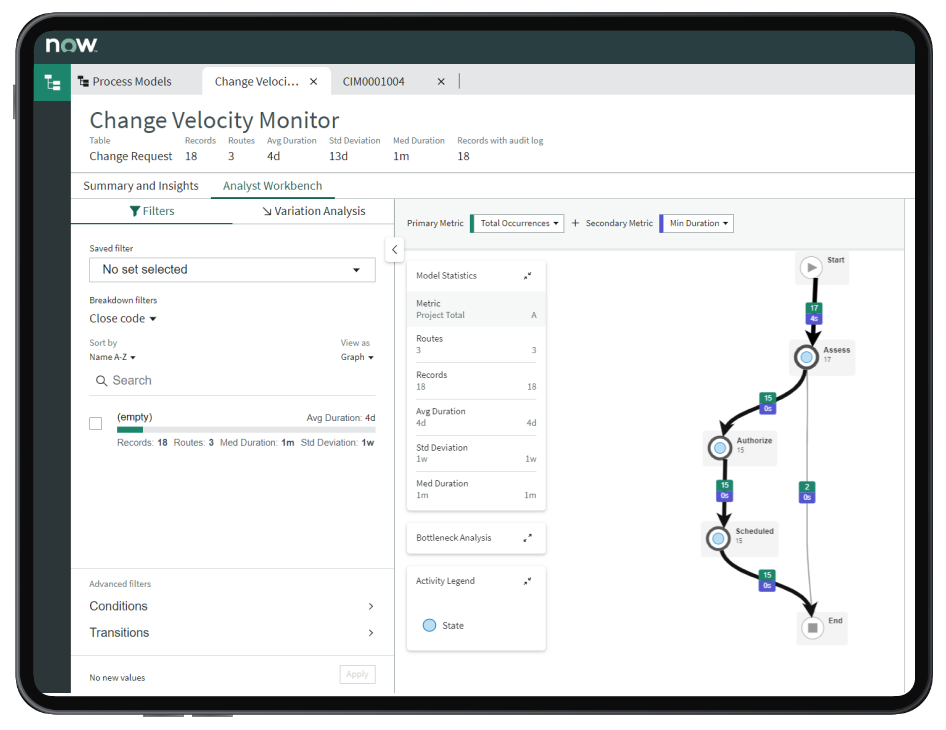 now
Process Models
Change Veloci... ×
CIM0001004 ×
Change Velocity Monitor
Table Records Routes Avg Duration Std Deviation Med Duration Records with audit log
Change Request 18 3 4d 13d 1m 18
Summary and Insights Analyst Workbench
Filters Variation Analysis
Saved filter
No set selected
Breakdown filters
Close code
Sort by View as
Name A-Z Graph
Search
(empty) Avg Duration: 4d
Records: 18 Routes: 3 Med Duration: 1m Std Deviation: 1w
Advanced filters
Conditions
Transitions
No new values Apply
Primary Metric Total Occurrences + Secondary Metric Min Duration
Model Statistics
Metric
Project Total A
Routes
3 3
Records
18 18
Avg Duration
4d 4d
Std Deviation
1w 1w
Med Duration
1m 1m
Bottleneck Analysis
Activity Legend
State
Start
17
4s
Assess
17
15
0s
Authorize
15
15
0s
2
0s
Scheduled
15
15
0s
End